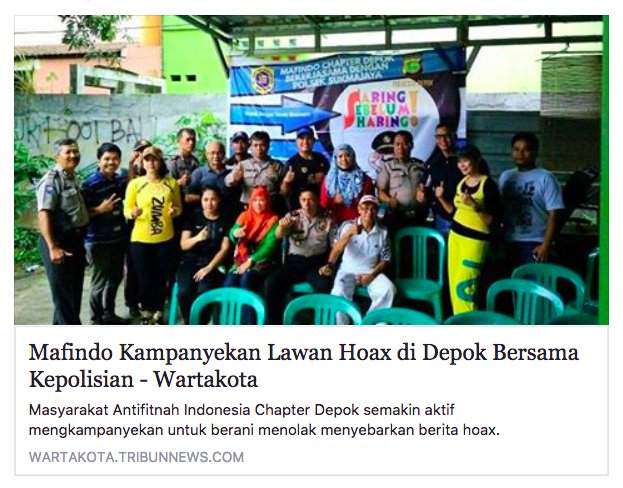 MAFINDO CHAPTER DEPOK
BEKERJASAMA DENGAN
POLSEK SUKMAJAYA
SARING
SEBELUM
SHARING!
ZUMBA
Mafindo Kampanyekan Lawan Hoax di Depok Bersama
Kepolisian - Wartakota
Masyarakat Antifitnah Indonesia Chapter Depok semakin aktif
mengkampanyekan untuk berani menolak menyebarkan berita hoax.
WARTAKOTA.TRIBUNNEWS.COM